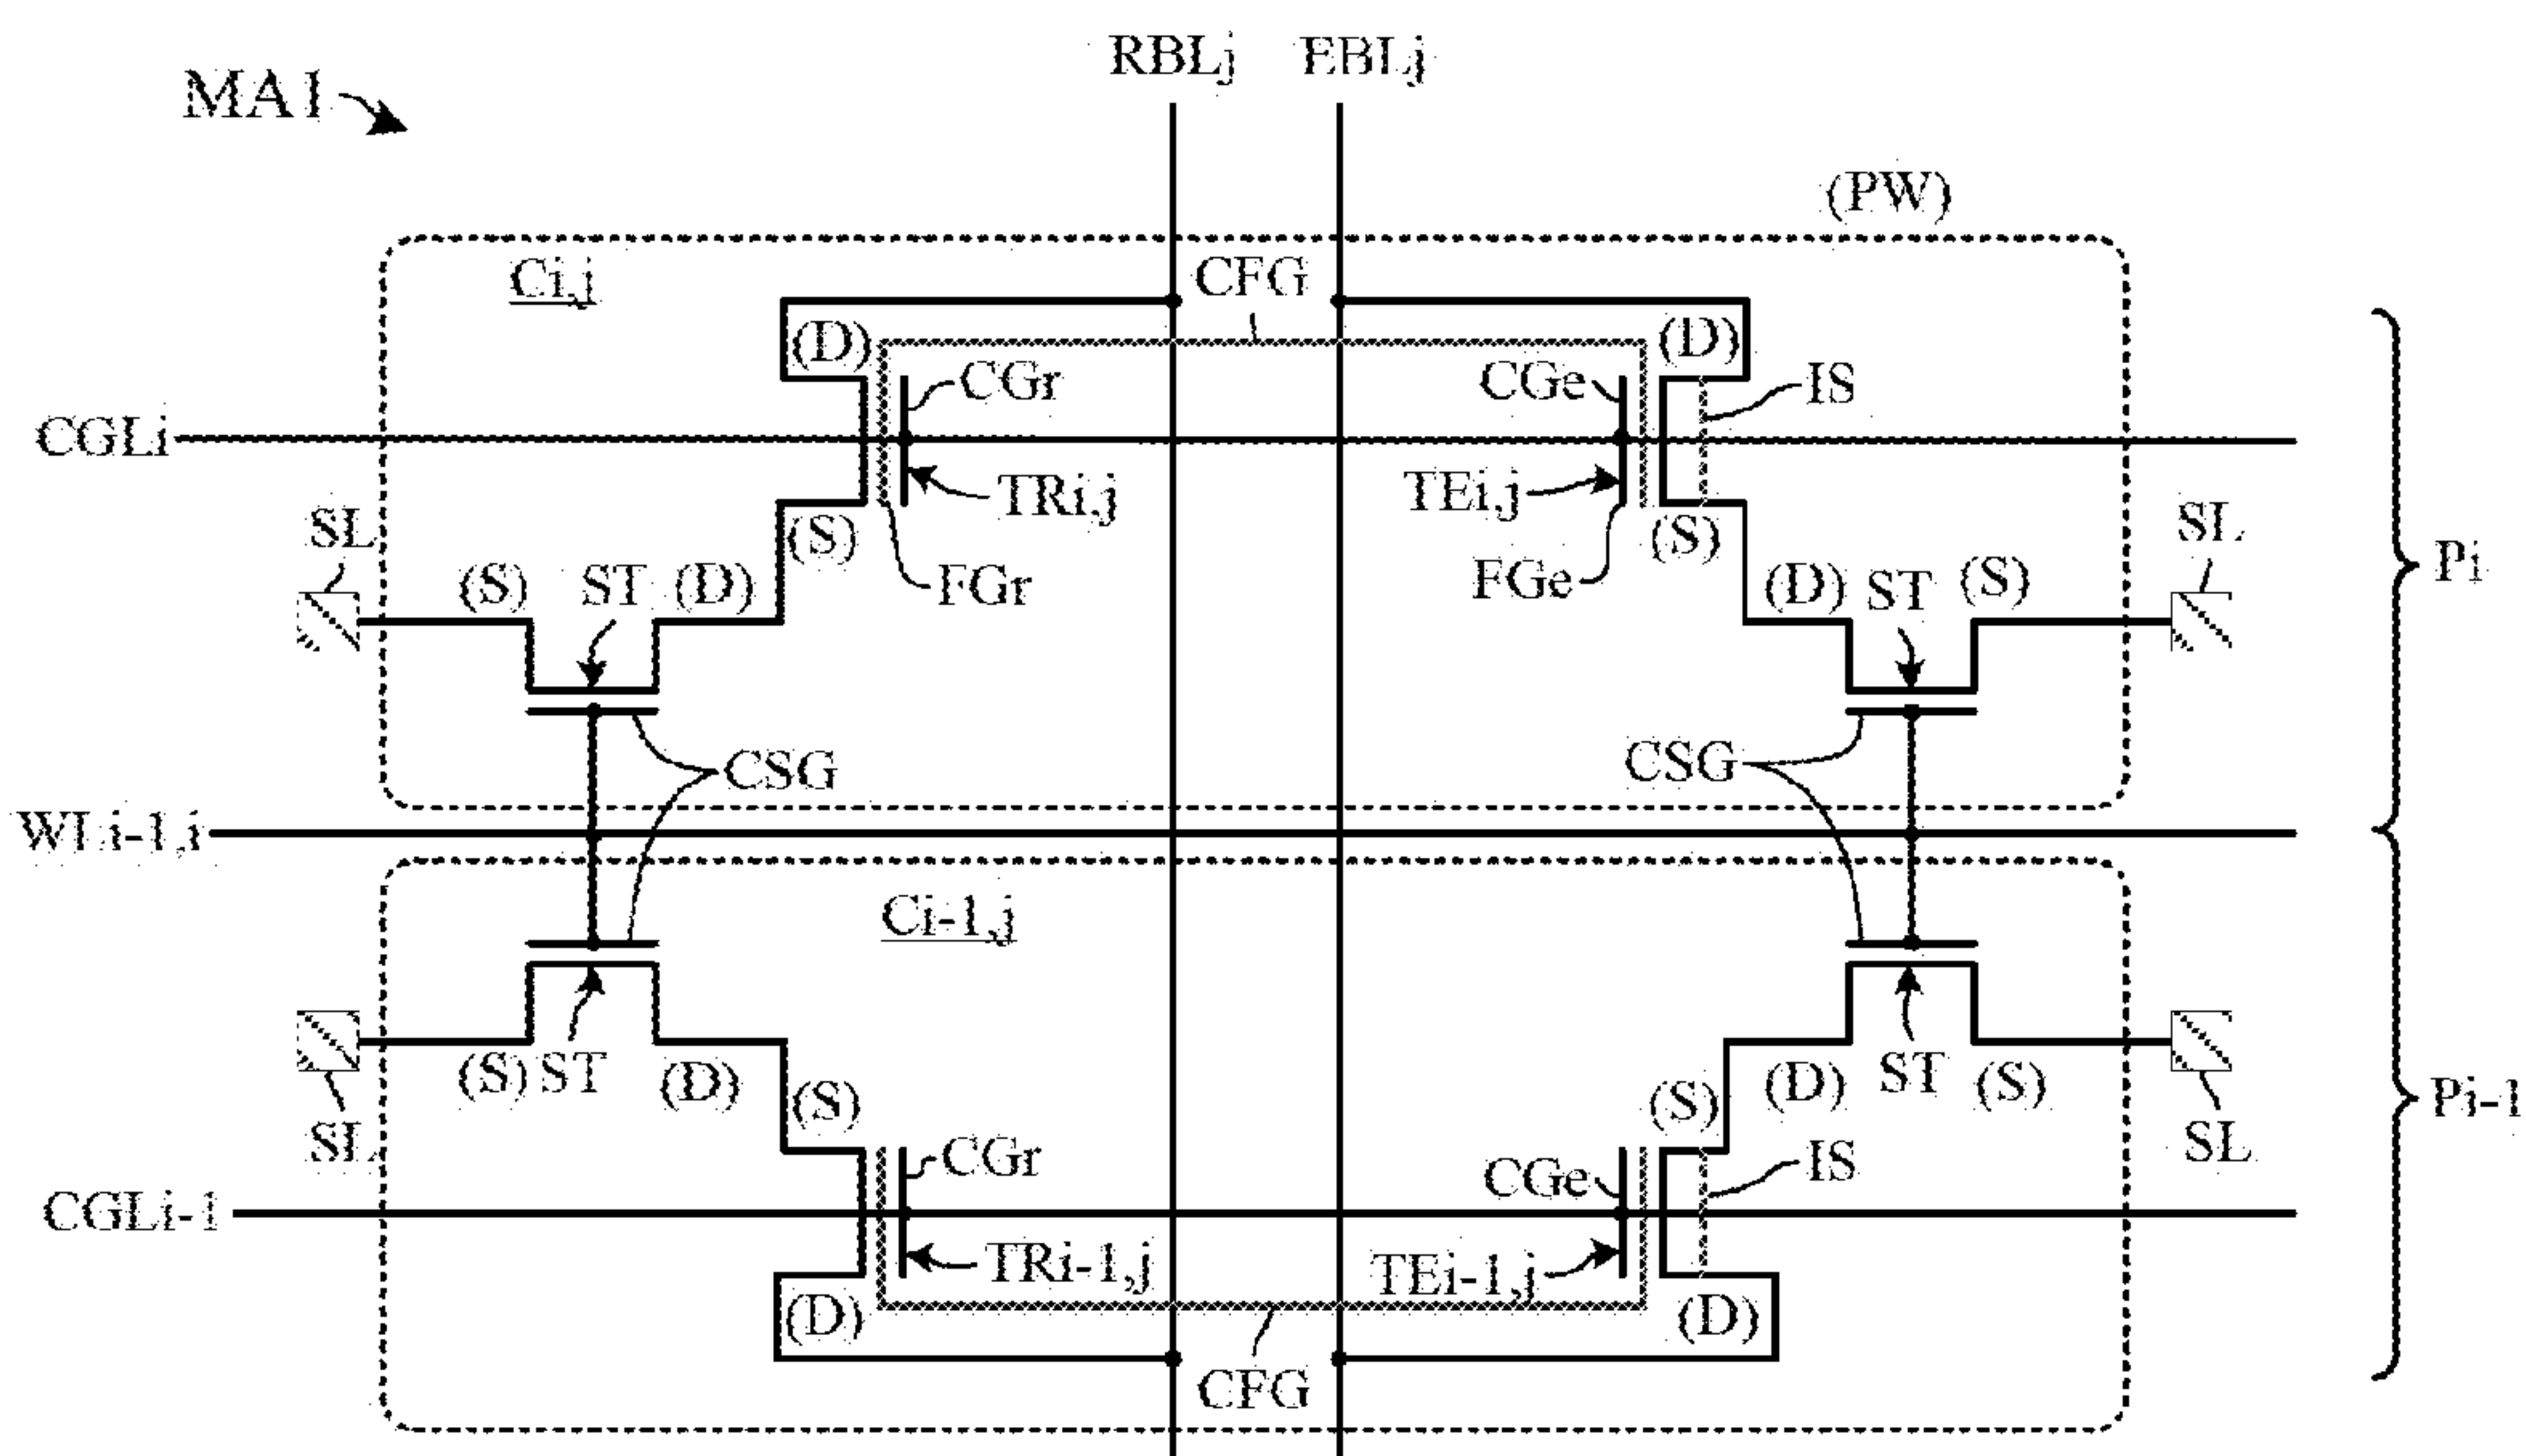 RBLj EBLj
MA1
(PW)
Ci,j CFG
(D) (D)
CGr CGe IS
CGLi
TRi,j TEi,j
SL (S) (S) SL
(S) ST (D) FGr FGe (D) ST (S)
Pi
CSG CSG
WLi-1,i
Ci-1,j
(S) ST (D) (S) (S) (D) ST (S)
Pi-1
SL CGr CGe IS SL
CGLi-1
TRi-1,j TEi-1,j
(D) (D)
CFG